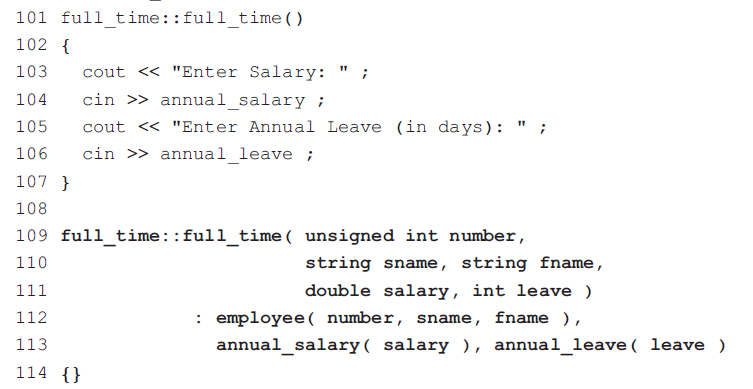 101 full_time::full_time()
102 {
103   cout << "Enter Salary: " ;
104   cin >> annual_salary ;
105   cout << "Enter Annual Leave (in days): " ;
106   cin >> annual_leave ;
107 }
108
109 full_time::full_time( unsigned int number,
110                       string sname, string fname,
111                       double salary, int leave )
112            : employee( number, sname, fname ),
113              annual_salary( salary ), annual_leave( leave )
114 {}